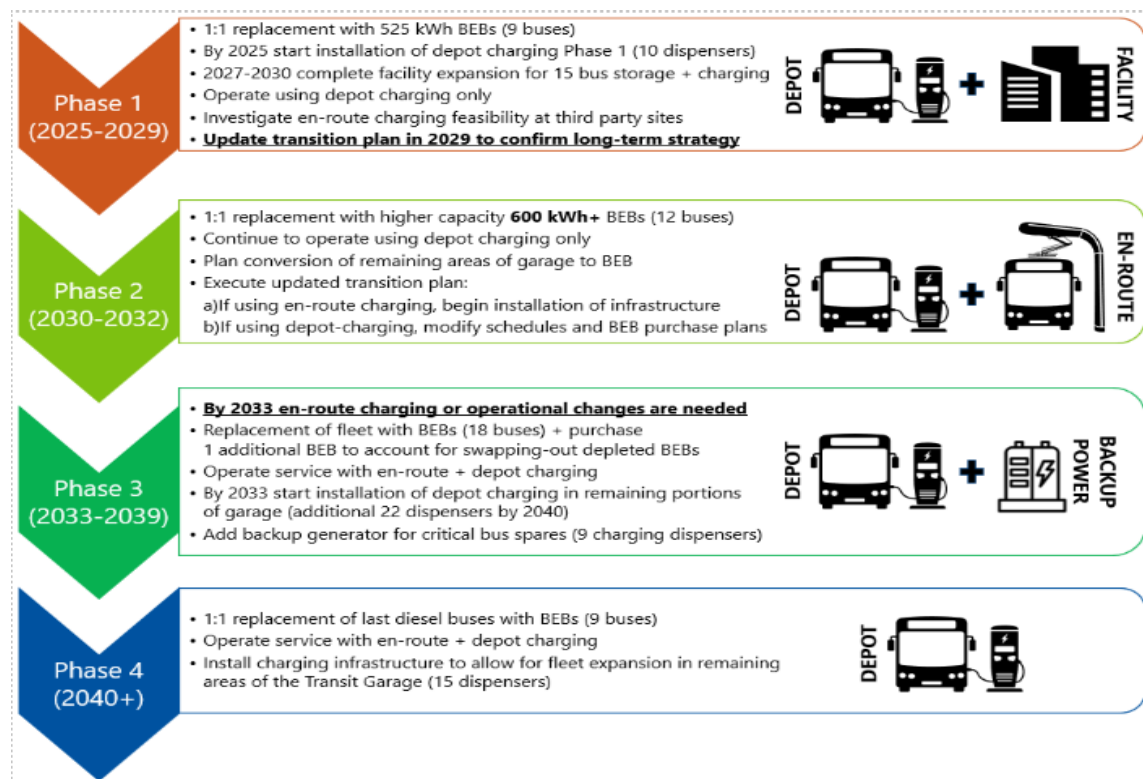 Phase 1
(2025-2029)
• 1:1 replacement with 525 kWh BEBs (9 buses)
• By 2025 start installation of depot charging Phase 1 (10 dispensers)
• 2027-2030 complete facility expansion for 15 bus storage + charging
• Operate using depot charging only
• Investigate en-route charging feasibility at third party sites
• Update transition plan in 2029 to confirm long-term strategy
DEPOT
FACILITY
Phase 2
(2030-2032)
• 1:1 replacement with higher capacity 600 kWh+ BEBs (12 buses)
• Continue to operate using depot charging only
• Plan conversion of remaining areas of garage to BEB
• Execute updated transition plan:
a)If using en-route charging, begin installation of infrastructure
b)If using depot-charging, modify schedules and BEB purchase plans
DEPOT
EN-ROUTE
Phase 3
(2033-2039)
• By 2033 en-route charging or operational changes are needed
• Replacement of fleet with BEBs (18 buses) + purchase
1 additional BEB to account for swapping-out depleted BEBs
• Operate service with en-route + depot charging
• By 2033 start installation of depot charging in remaining portions
of garage (additional 22 dispensers by 2040)
• Add backup generator for critical bus spares (9 charging dispensers)
DEPOT
BACKUP
POWER
Phase 4
(2040+)
• 1:1 replacement of last diesel buses with BEBs (9 buses)
• Operate service with en-route + depot charging
• Install charging infrastructure to allow for fleet expansion in remaining
areas of the Transit Garage (15 dispensers)
DEPOT